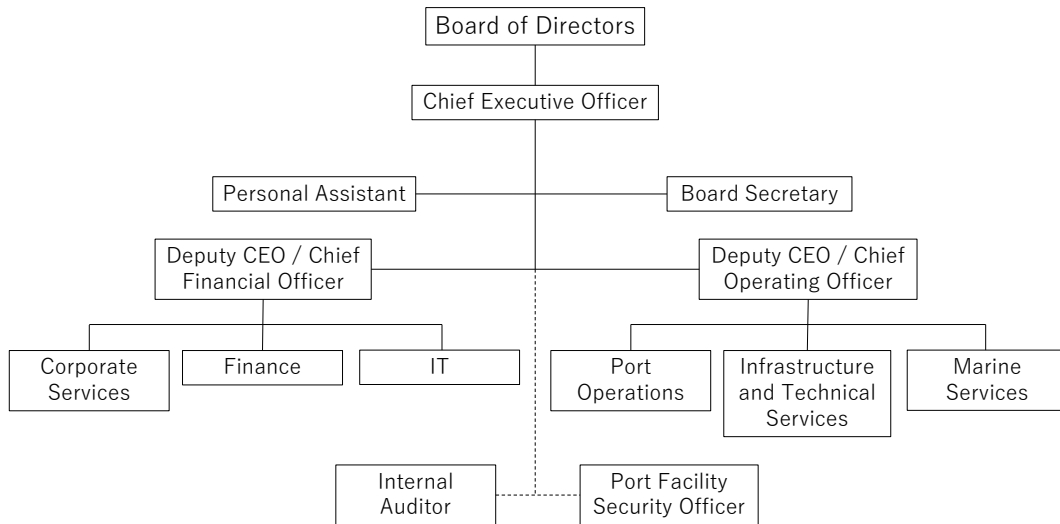 Board of Directors
Chief Executive Officer
Personal Assistant
Board Secretary
Deputy CEO / Chief
Financial Officer
Deputy CEO / Chief
Operating Officer
Corporate
Services
Finance
IT
Port
Operations
Infrastructure
and Technical
Services
Marine
Services
Internal
Auditor
Port Facility
Security Officer